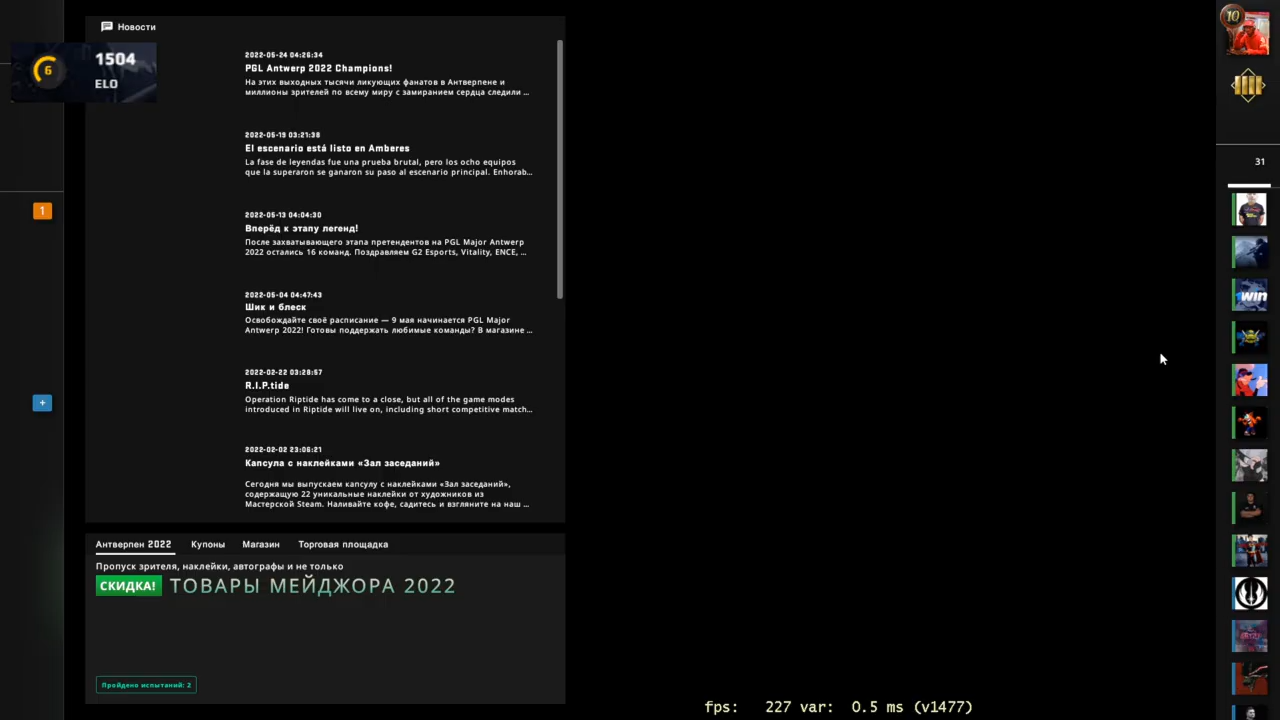 Новости
6
1504
ELO
2022-05-24 04:26:34
PGL Antwerp 2022 Champions!
На этих выходных тысячи ликующих фанатов в Антверпене и
миллионы зрителей по всему миру с замиранием сердца следили ...
2022-05-19 03:21:38
El escenario está listo en Amberes
La fase de leyendas fue una prueba brutal, pero los ocho equipos
que la superaron se ganaron su paso al escenario principal. Enhorab...
2022-05-13 04:04:30
Вперёд к этапу легенд!
После захватывающего этапа претендентов на PGL Major Antwerp
2022 остались 16 команд. Поздравляем G2 Esports, Vitality, ENCE, ...
2022-05-04 04:47:43
Шик и блеск
Освобождайте своё расписание — 9 мая начинается PGL Major
Antwerp 2022! Готовы поддержать любимые команды? В магазине ...
2022-02-22 03:28:57
R.I.P.tide
Operation Riptide has come to a close, but all of the game modes
introduced in Riptide will live on, including short competitive match...
2022-02-02 23:06:21
Капсула с наклейками «Зал заседаний»
Сегодня мы выпускаем капсулу с наклейками «Зал заседаний»,
содержащую 22 уникальные наклейки от художников из
Мастерской Steam. Наливайте кофе, садитесь и взгляните на наш ...
1
+
Антверпен 2022 Купоны Магазин Торговая площадка
Пропуск зрителя, наклейки, автографы и не только
СКИДКА! ТОВАРЫ МЕЙДЖОРА 2022
Пройдено испытаний: 2
fps: 227 var: 0.5 ms (v1477)
10
31
1win